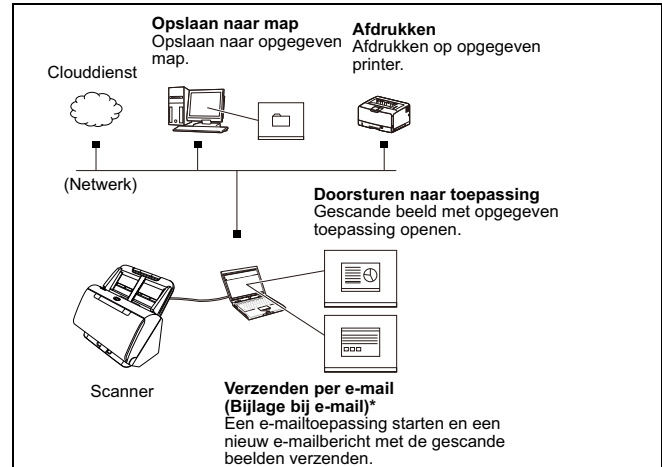 Opslaan naar map
Opslaan naar opgegeven
map.
Afdrukken
Afdrukken op opgegeven
printer.
Clouddienst
(Netwerk)
Doorsturen naar toepassing
Gescande beeld met opgegeven
toepassing openen.
Scanner
Verzenden per e-mail
(Bijlage bij e-mail)*
Een e-mailtoepassing starten en een
nieuw e-mailbericht met de gescande
beelden verzenden.